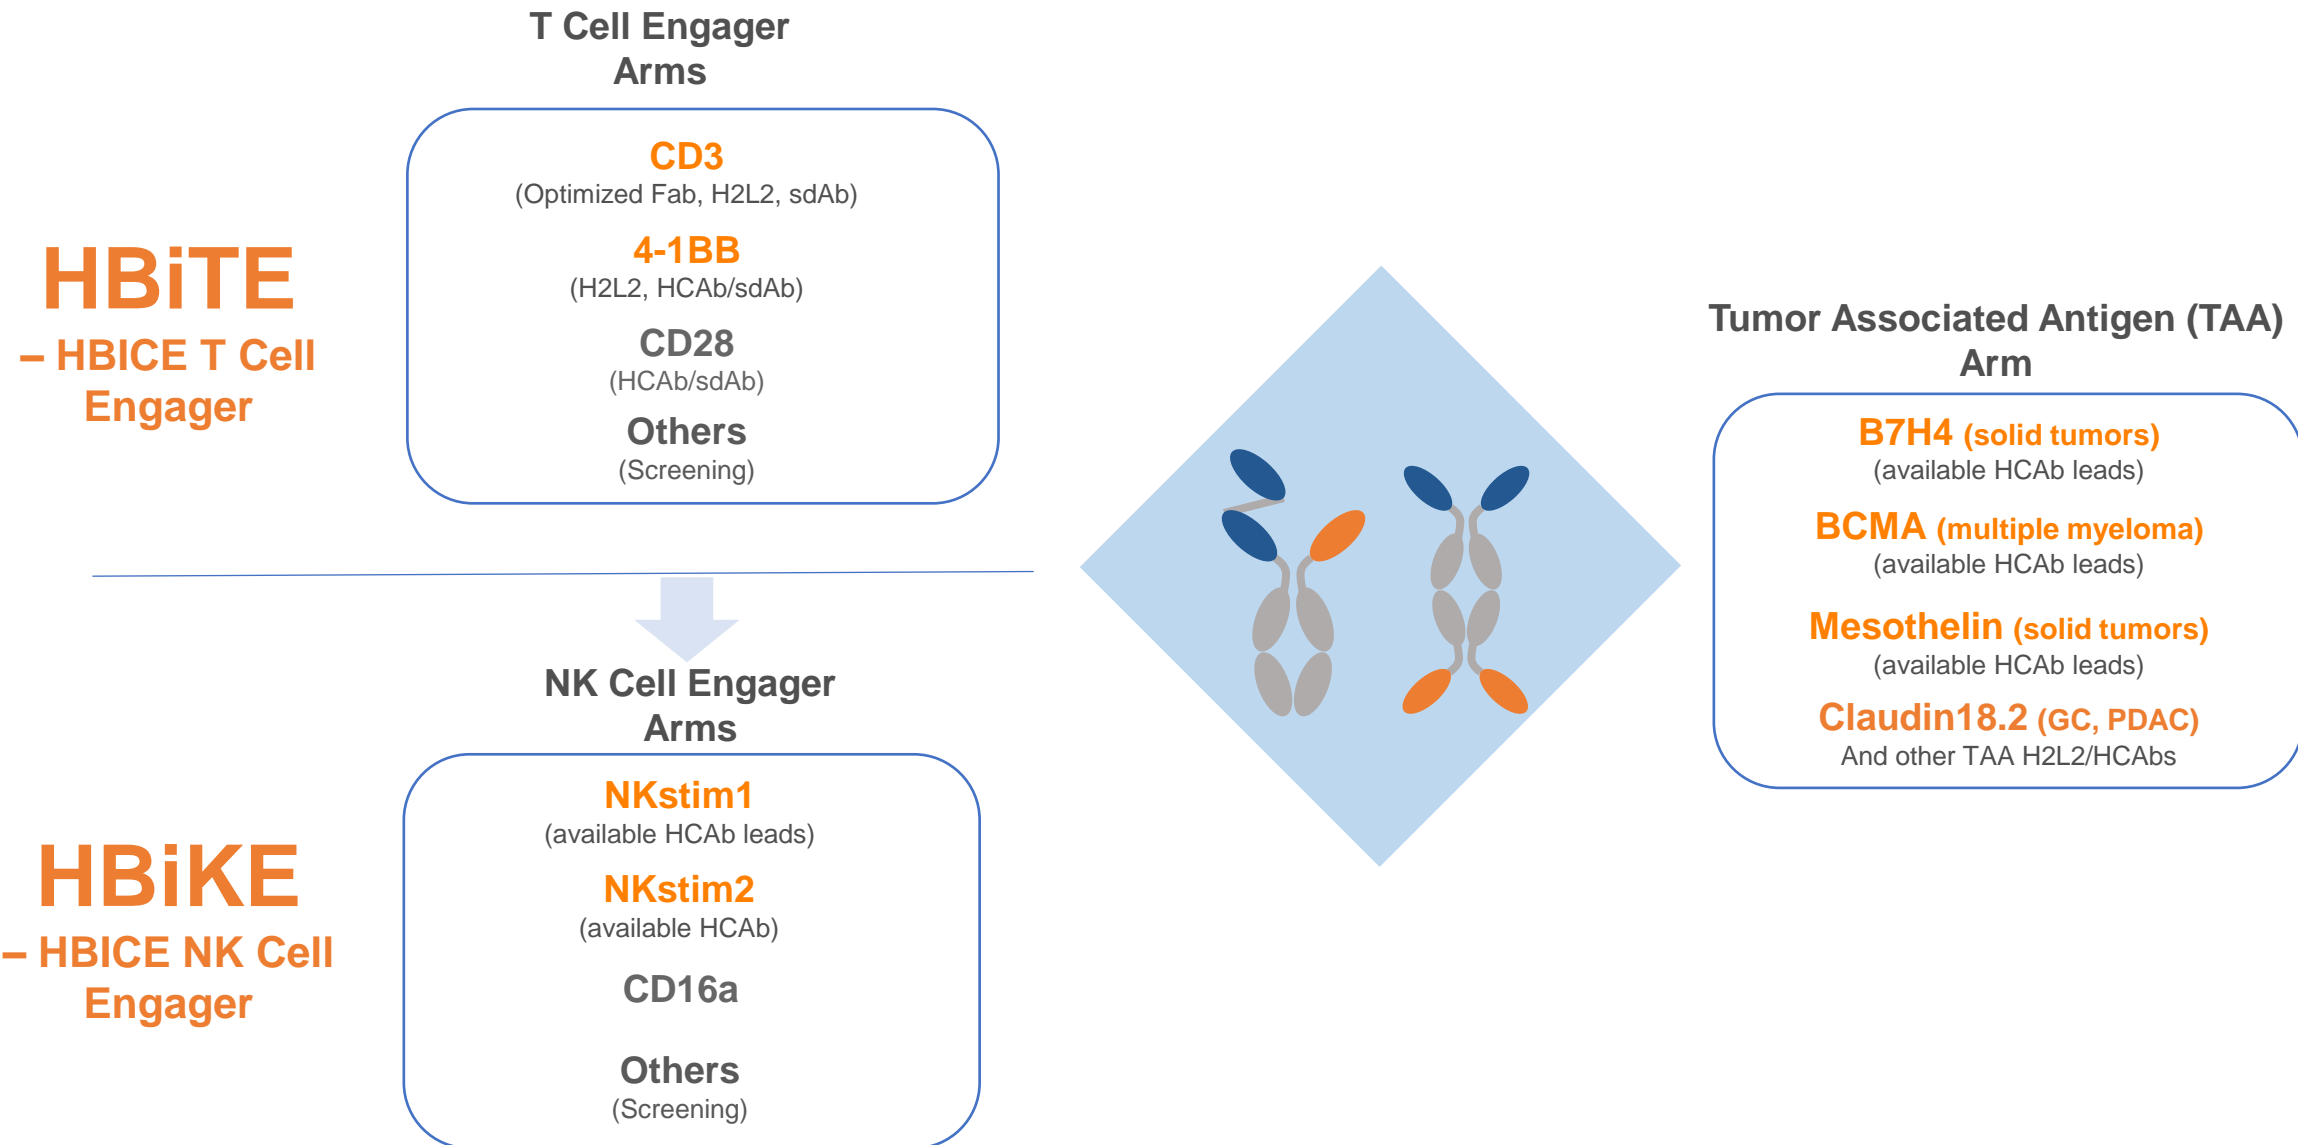 T Cell Engager
Arms
CD3
(Optimized Fab, H2L2, sdAb)
4-1BB
(H2L2, HCAb/sdAb)
CD28
(HCAb/sdAb)
Others
(Screening)
HBiTE
– HBICE T Cell
Engager
NK Cell Engager
Arms
NKstim1
(available HCAb leads)
NKstim2
(available HCAb)
CD16a
Others
(Screening)
HBiKE
– HBICE NK Cell
Engager
Tumor Associated Antigen (TAA)
Arm
B7H4 (solid tumors)
(available HCAb leads)
BCMA (multiple myeloma)
(available HCAb leads)
Mesothelin (solid tumors)
(available HCAb leads)
Claudin18.2 (GC, PDAC)
And other TAA H2L2/HCAbs